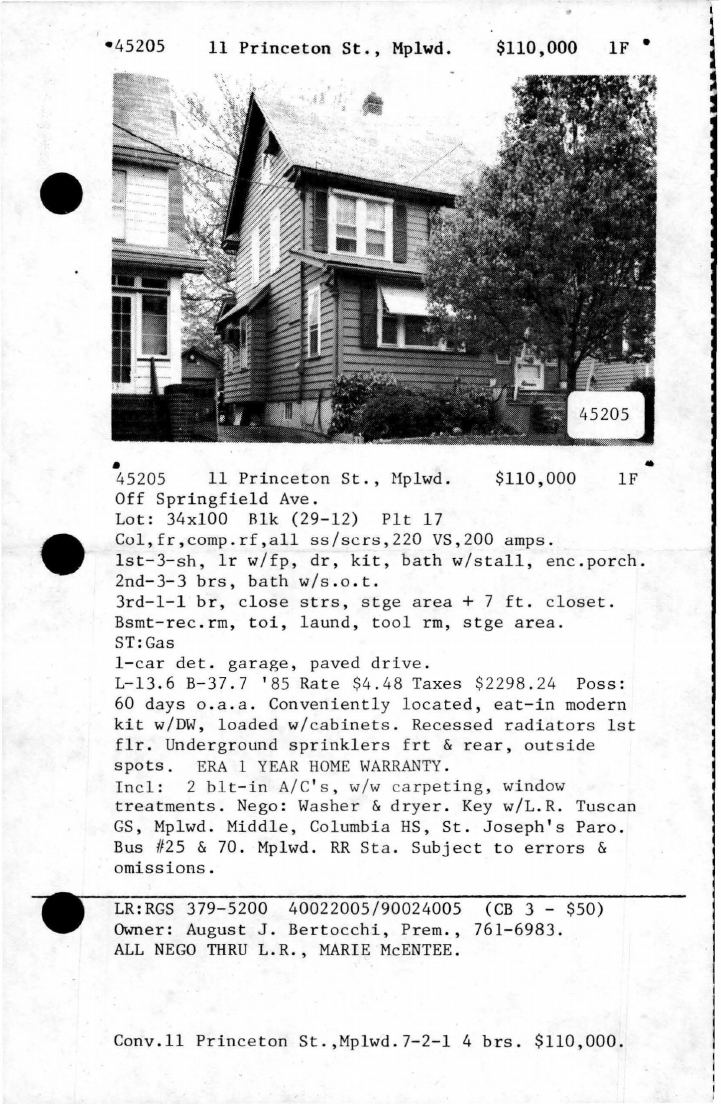 45205 11 Princeton St., Mplwd. $110,000 1F
45205
45205 11 Princeton St., Mplwd. $110,000 1F
Off Springfield Ave.
Lot: 34x100 Blk (29-12) Plt 17
Col,fr,comp.rf,all ss/scrs,220 VS,200 amps.
1st-3-sh, lr w/fp, dr, kit, bath w/stall, enc.porch.
2nd-3-3 brs, bath w/s.o.t.
3rd-1-1 br, close strs, stge area + 7 ft. closet.
Bsmt-rec.rm, toi, laund, tool rm, stge area.
ST:Gas
1-car det. garage, paved drive.
L-13.6 B-37.7 '85 Rate $4.48 Taxes $2298.24 Poss:
60 days o.a.a. Conveniently located, eat-in modern
kit w/DW, loaded w/cabinets. Recessed radiators 1st
flr. Underground sprinklers frt & rear, outside
spots. ERA 1 YEAR HOME WARRANTY.
Incl: 2 blt-in A/C's, w/w carpeting, window
treatments. Nego: Washer & dryer. Key w/L.R. Tuscan
GS, Mplwd. Middle, Columbia HS, St. Joseph's Paro.
Bus #25 & 70. Mplwd. RR Sta. Subject to errors &
omissions.
LR:RGS 379-5200 40022005/90024005 (CB 3 - $50)
Owner: August J. Bertocchi, Prem., 761-6983.
ALL NEGO THRU L.R., MARIE McENTEE.
Conv.11 Princeton St.,Mplwd.7-2-1 4 brs. $110,000.